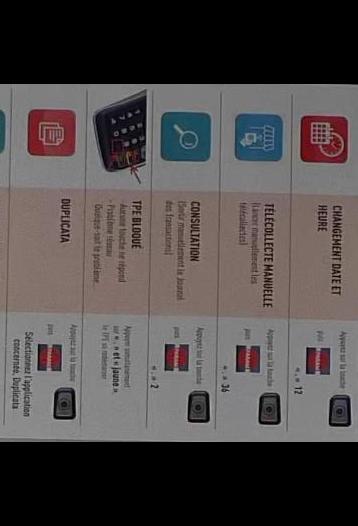 CHANGEMENT DATE ET
HEURE
Appuyez sur la touche
puis
« . » 12
TÉLÉCOLLECTE MANUELLE
(Lancer manuellement les
télécollectes)
Appuyez sur la touche
puis
« . » 36
CONSULTATION
(Sortir manuellement le journal
des transactions)
Appuyez sur la touche
puis
« . » 2
TPE BLOQUÉ
Aucune touche ne répond
- Problème réseau
Quelque-soit le problème
Appuyer simultanément
sur « . » et « jaune »
le TPE va redémarrer
DUPLICATA
Appuyez sur la touche
puis
Sélectionnez l'application
concernée, Duplicata